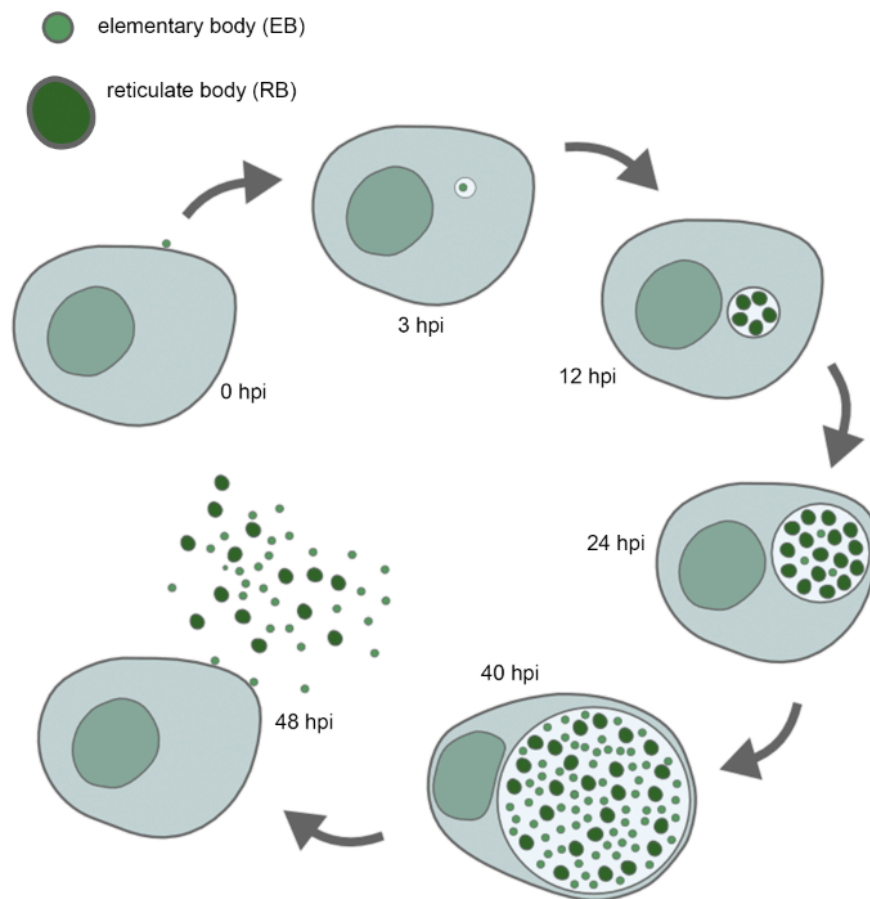 elementary body (EB)
reticulate body (RB)
0 hpi
3 hpi
12 hpi
24 hpi
40 hpi
48 hpi